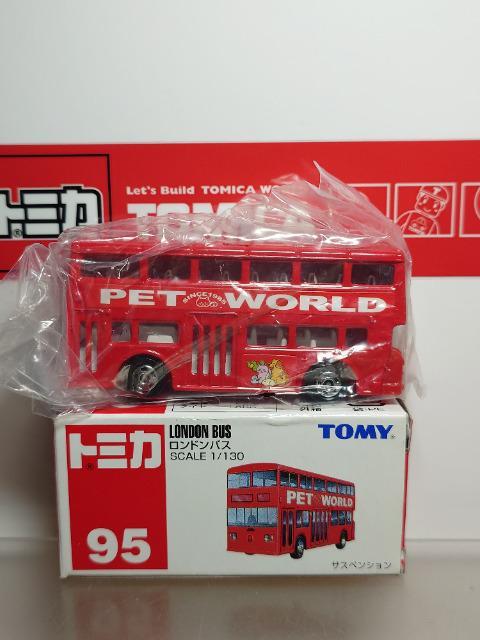 Let's Build TOMICA
トミカ
PET WORLD
SINCE 1985
トミカ
LONDON BUS
ロンドンバス
SCALE 1/130
TOMY
PET WORLD
95
サスペンション